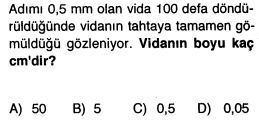 Adımı 0,5 mm olan vida 100 defa döndü-
rüldüğünde vidanın tahtaya tamamen gö-
müldüğü gözleniyor. Vidanın boyu kaç
cm'dir?
A) 50 B) 5 C) 0,5 D) 0,05